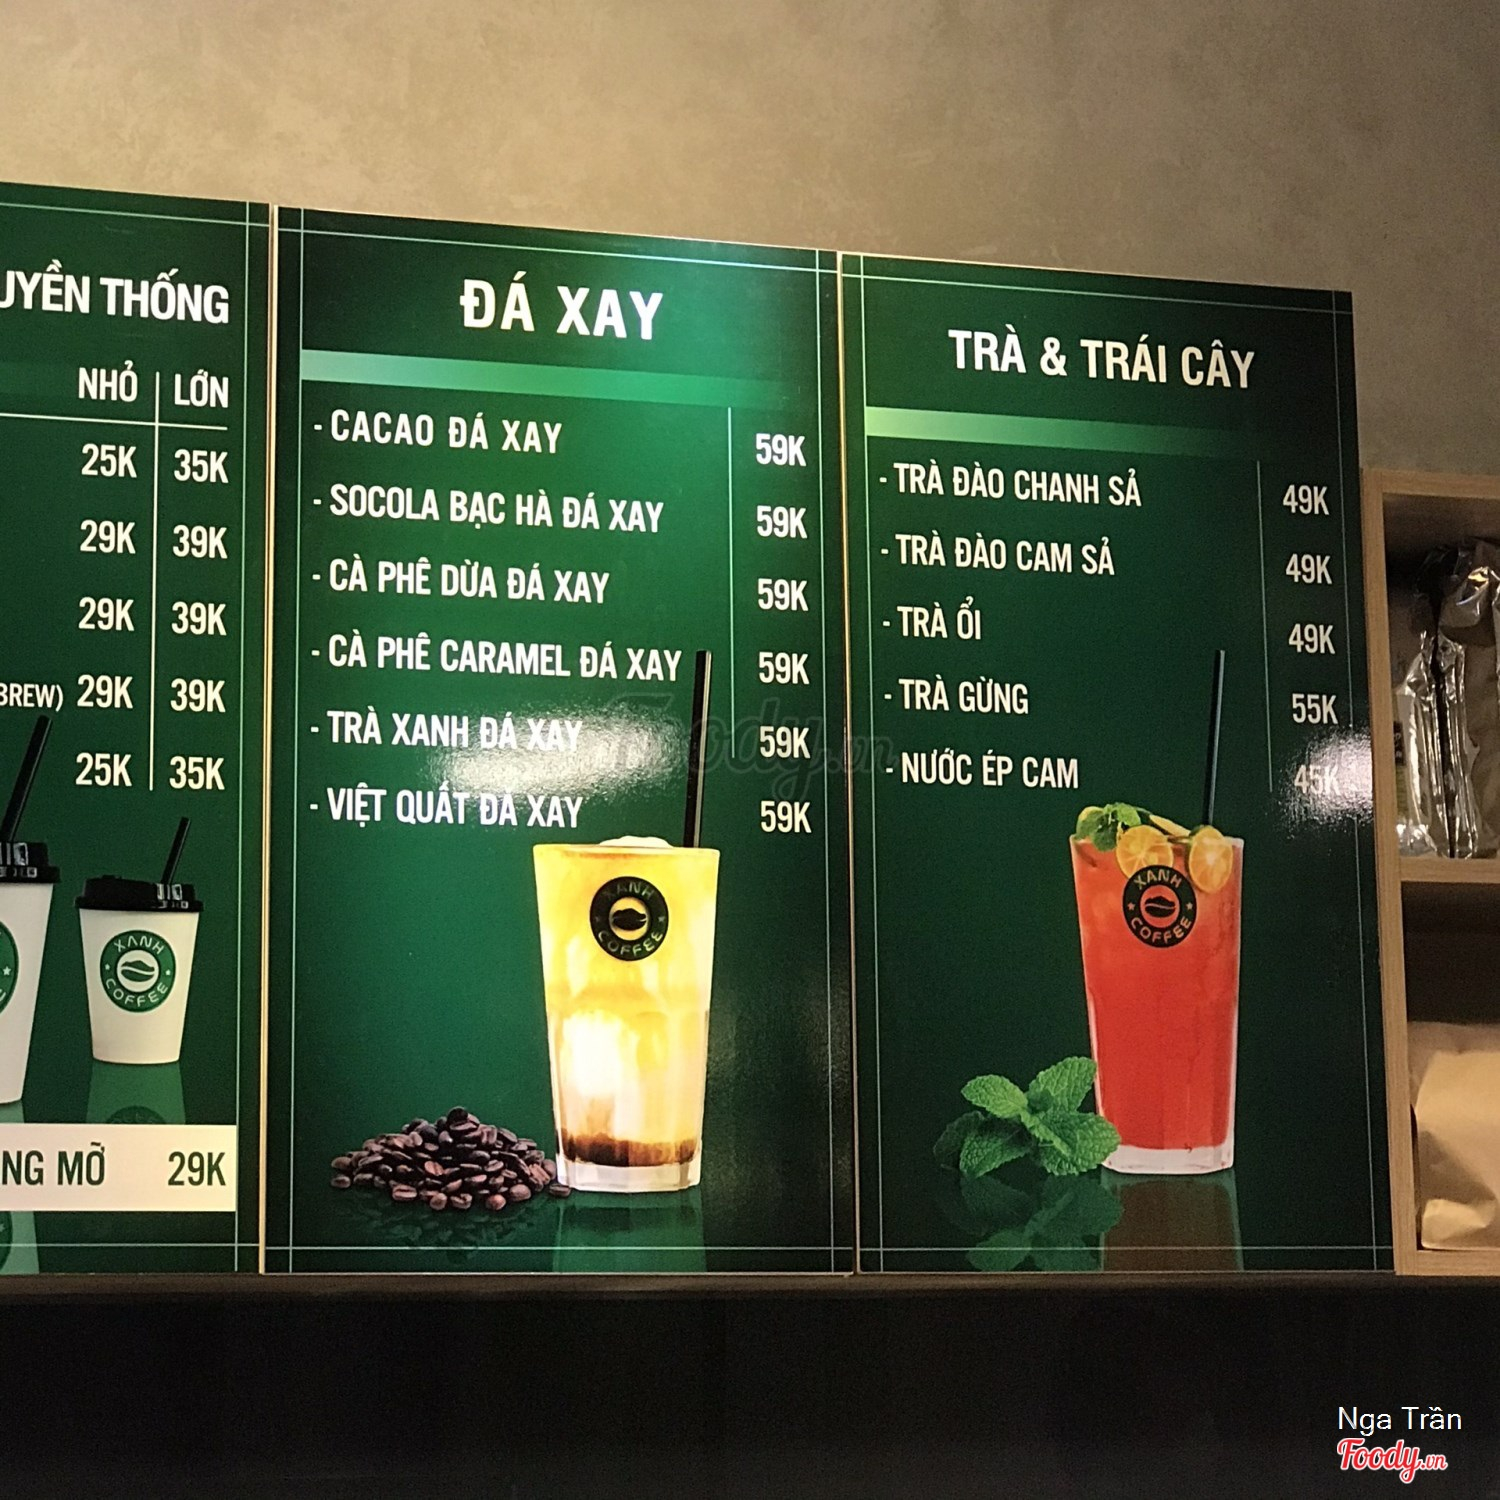 UYỀN THỐNG
NHỎ LỚN
25K 35K
29K 39K
29K 39K
BREW) 29K 39K
25K 35K
XANH
COFFEE
NG MỠ 29K
ĐÁ XAY
- CACAO ĐÁ XAY 59K
- SOCOLA BẠC HÀ ĐÁ XAY 59K
- CÀ PHÊ DỪA ĐÁ XAY 59K
- CÀ PHÊ CARAMEL ĐÁ XAY 59K
- TRÀ XANH ĐÁ XAY 59K
- VIỆT QUẤT ĐÁ XAY 59K
XANH
COFFEE
TRÀ & TRÁI CÂY
- TRÀ ĐÀO CHANH SẢ 49K
- TRÀ ĐÀO CAM SẢ 49K
- TRÀ ỔI 49K
- TRÀ GỪNG 55K
- NƯỚC ÉP CAM 45K
XANH
COFFEE
Foody.vn
Nga Trần
Foody.vn